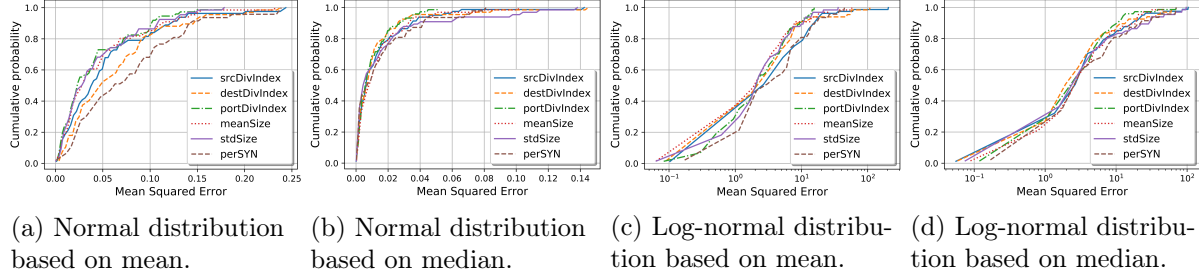 Cumulative probability
1.0
0.8
0.6
0.4
0.2
0.0
srcDivIndex
destDivIndex
portDivIndex
meanSize
stdSize
perSYN
0.00 0.05 0.10 0.15 0.20 0.25
Mean Squared Error
(a) Normal distribution
based on mean.
Cumulative probability
1.0
0.8
0.6
0.4
0.2
0.0
srcDivIndex
destDivIndex
portDivIndex
meanSize
stdSize
perSYN
0.00 0.02 0.04 0.06 0.08 0.10 0.12 0.14
Mean Squared Error
(b) Normal distribution
based on median.
Cumulative probability
1.0
0.8
0.6
0.4
0.2
0.0
srcDivIndex
destDivIndex
portDivIndex
meanSize
stdSize
perSYN
10⁻¹ 10⁰ 10¹ 10²
Mean Squared Error
(c) Log-normal distribu-
tion based on mean.
Cumulative probability
1.0
0.8
0.6
0.4
0.2
0.0
srcDivIndex
destDivIndex
portDivIndex
meanSize
stdSize
perSYN
10⁻¹ 10⁰ 10¹ 10²
Mean Squared Error
(d) Log-normal distribu-
tion based on median.